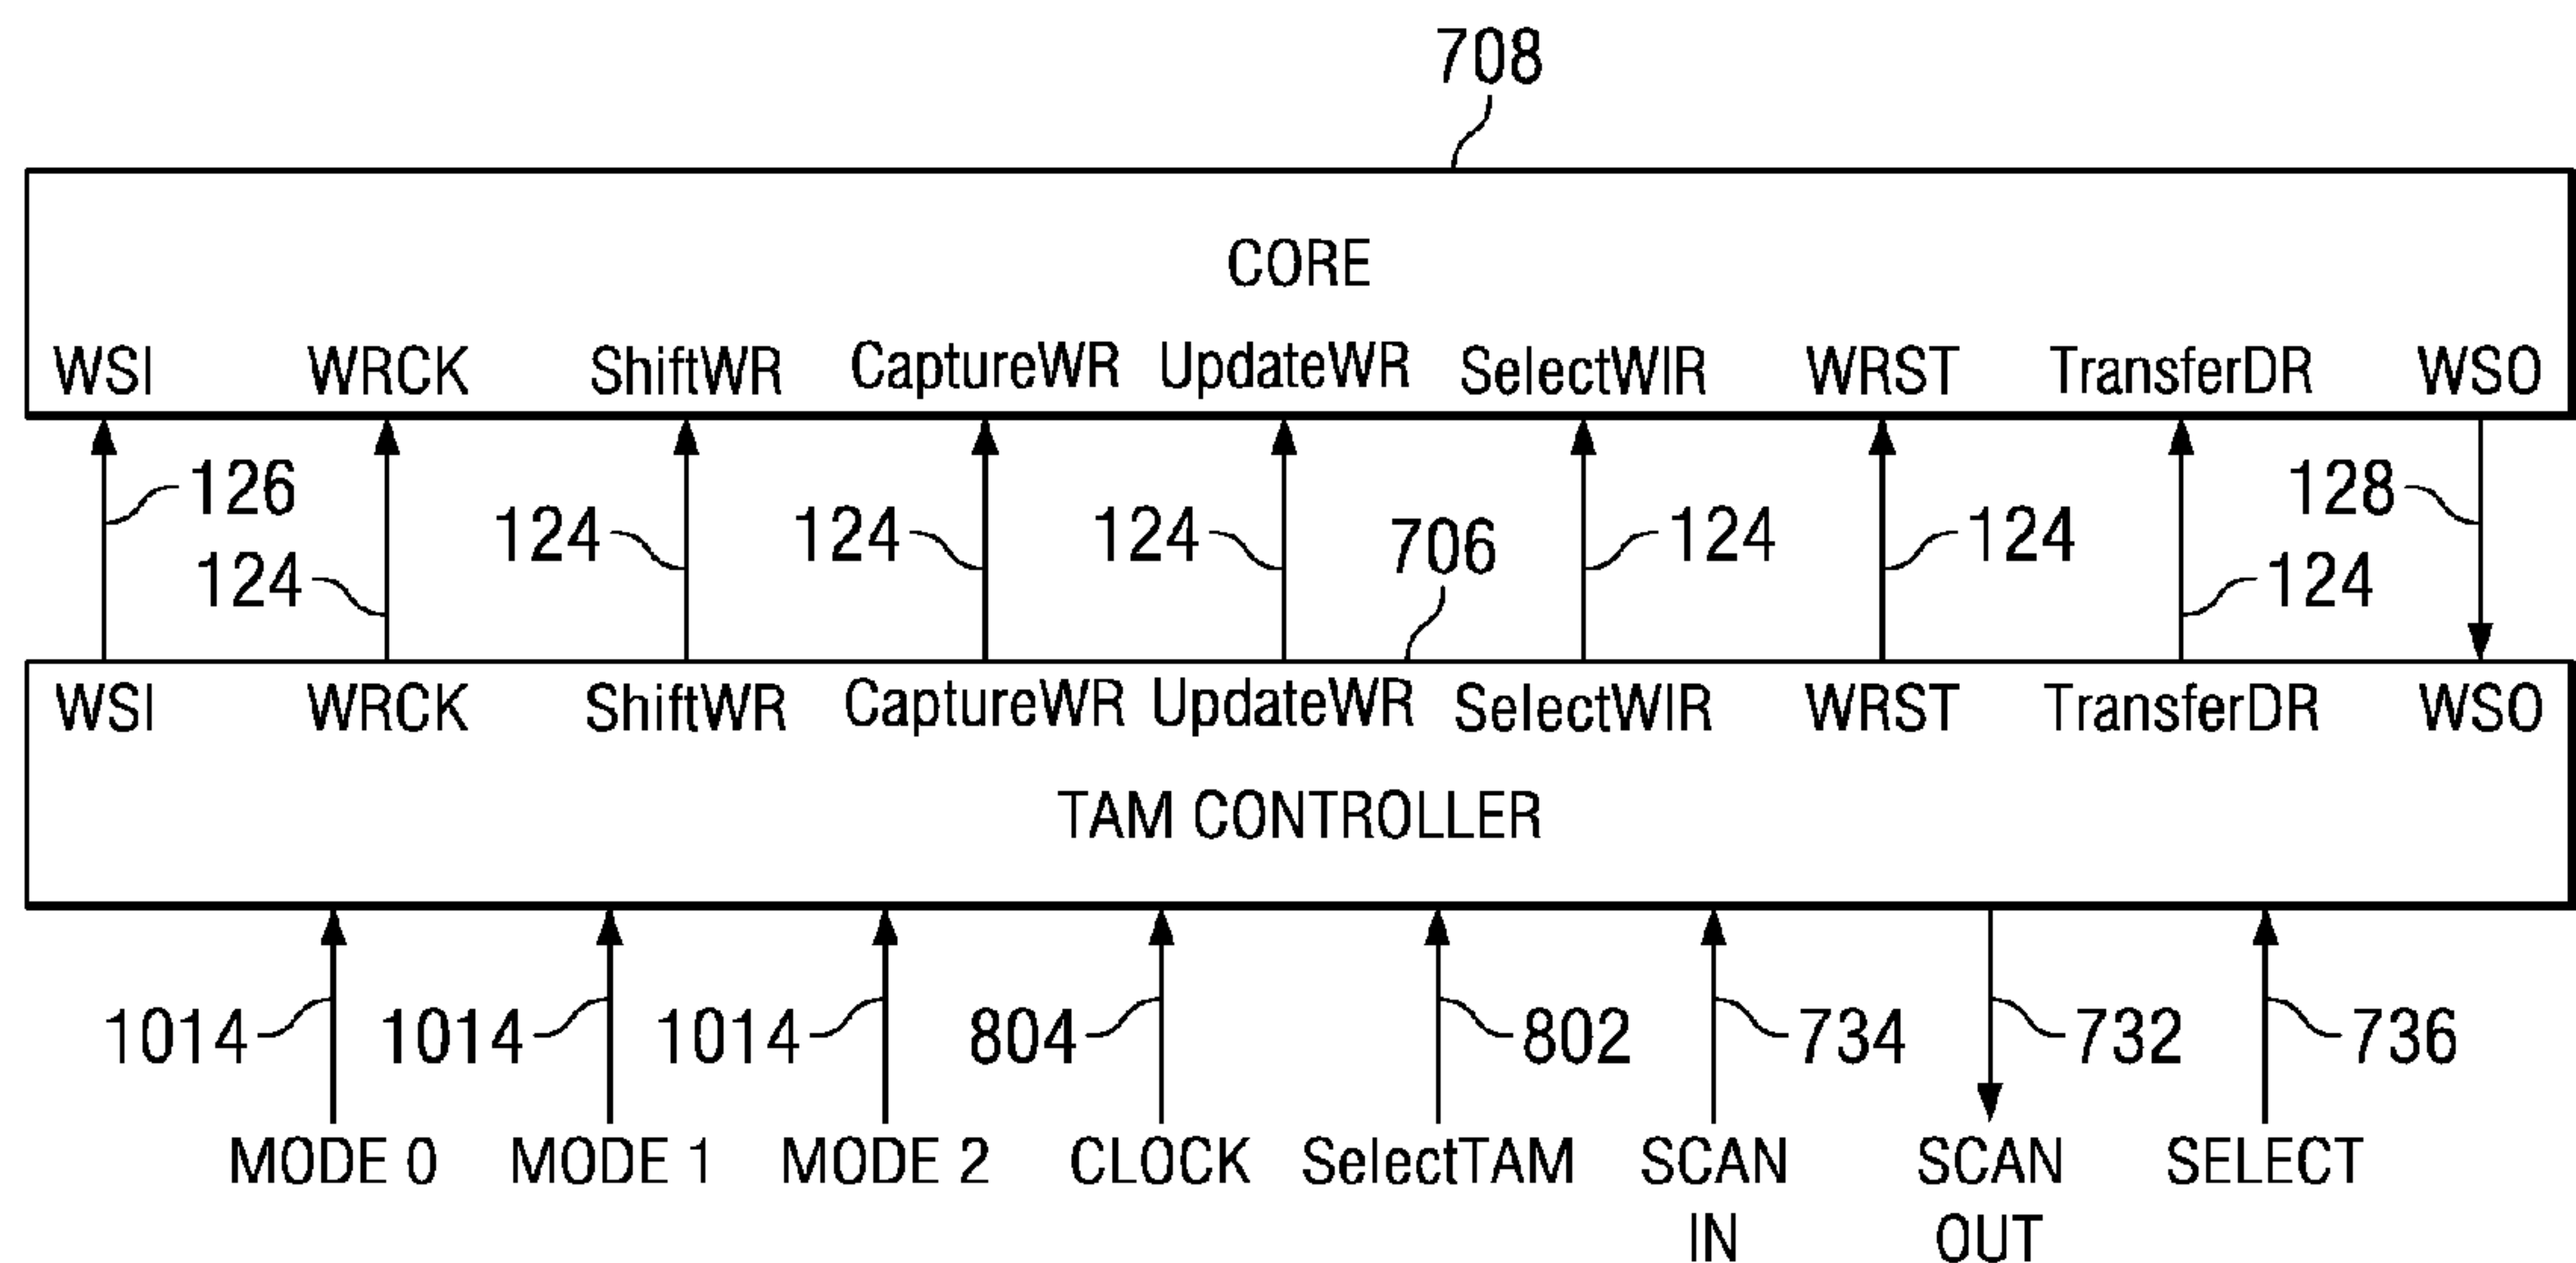 708
CORE
WSI WRCK ShiftWR CaptureWR UpdateWR SelectWIR WRST TransferDR WSO
126 124 124 124 124 706 124 124 124 128
WSI WRCK ShiftWR CaptureWR UpdateWR SelectWIR WRST TransferDR WSO
TAM CONTROLLER
1014 1014 1014 804 802 734 732 736
MODE 0 MODE 1 MODE 2 CLOCK SelectTAM SCAN SCAN SELECT
IN OUT